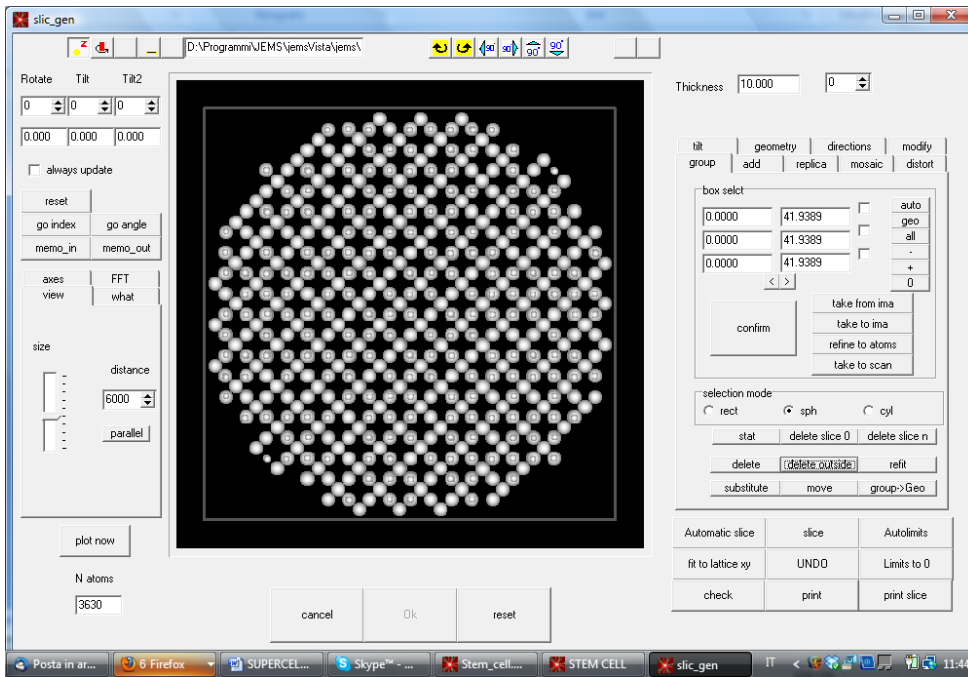 slic_gen
z
D:\Programmi\JEMS\jemsVista\jems\
90 90 90° 90°
Rotate Tilt Tilt2
0 0 0
0.000 0.000 0.000
always update
reset
go index go angle
memo_in memo_out
axes FFT
view what
size
distance
6000
parallel
plot now
N atoms
3630
cancel Ok reset
Thickness 10.000 0
tilt geometry directions modify
group add replica mosaic distort
box selct
0.0000 41.9389
0.0000 41.9389
0.0000 41.9389
< >
auto
geo
all
-
+
0
confirm
take from ima
take to ima
refine to atoms
take to scan
selection mode
rect sph cyl
stat delete slice 0 delete slice n
delete delete outside refit
substitute move group->Geo
Automatic slice slice Autolimits
fit to lattice xy UNDO Limits to 0
check print print slice
Posta in ar... 6 Firefox SUPERCEL... Skype™ - ... Stem_cell.... STEM CELL slic_gen IT < 11:44